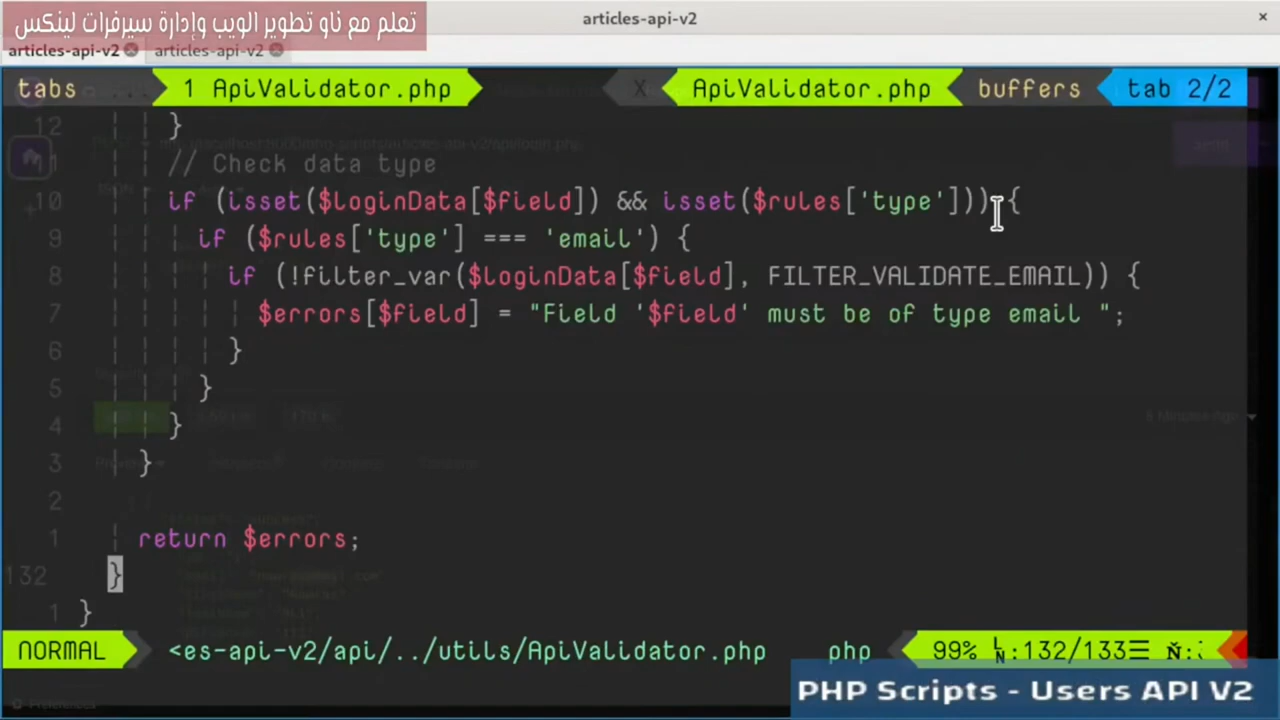 articles-api-v2
تعلم مع ناو تطوير الويب وإدارة سيرفرات لينكس
articles-api-v2 articles-api-v2
tabs 1 ApiValidator.php X ApiValidator.php buffers tab 2/2
12 }
// Check data type
10 if (isset($loginData[$field]) && isset($rules['type'])) {
9 if ($rules['type'] === 'email') {
8 if (!filter_var($loginData[$field], FILTER_VALIDATE_EMAIL)) {
7 $errors[$field] = "Field '$field' must be of type email ";
6 }
5 }
4 }
3 }
2
1 return $errors;
132 }
1 }
NORMAL <es-api-v2/api/../utils/ApiValidator.php php 99% LN:132/133☰
PHP Scripts - Users API V2